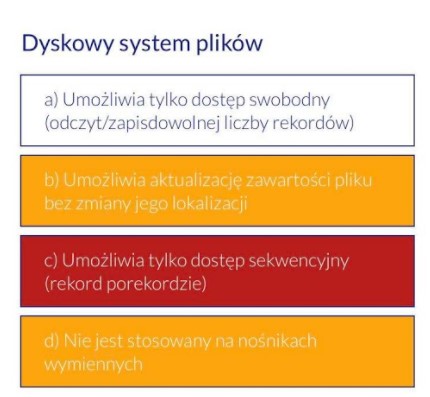 Dyskowy system plików
a) Umożliwia tylko dostęp swobodny
(odczyt/zapisdowolnej liczby rekordów)
b) Umożliwia aktualizację zawartości pliku
bez zmiany jego lokalizacji
c) Umożliwia tylko dostęp sekwencyjny
(rekord porekordzie)
d) Nie jest stosowany na nośnikach
wymiennych